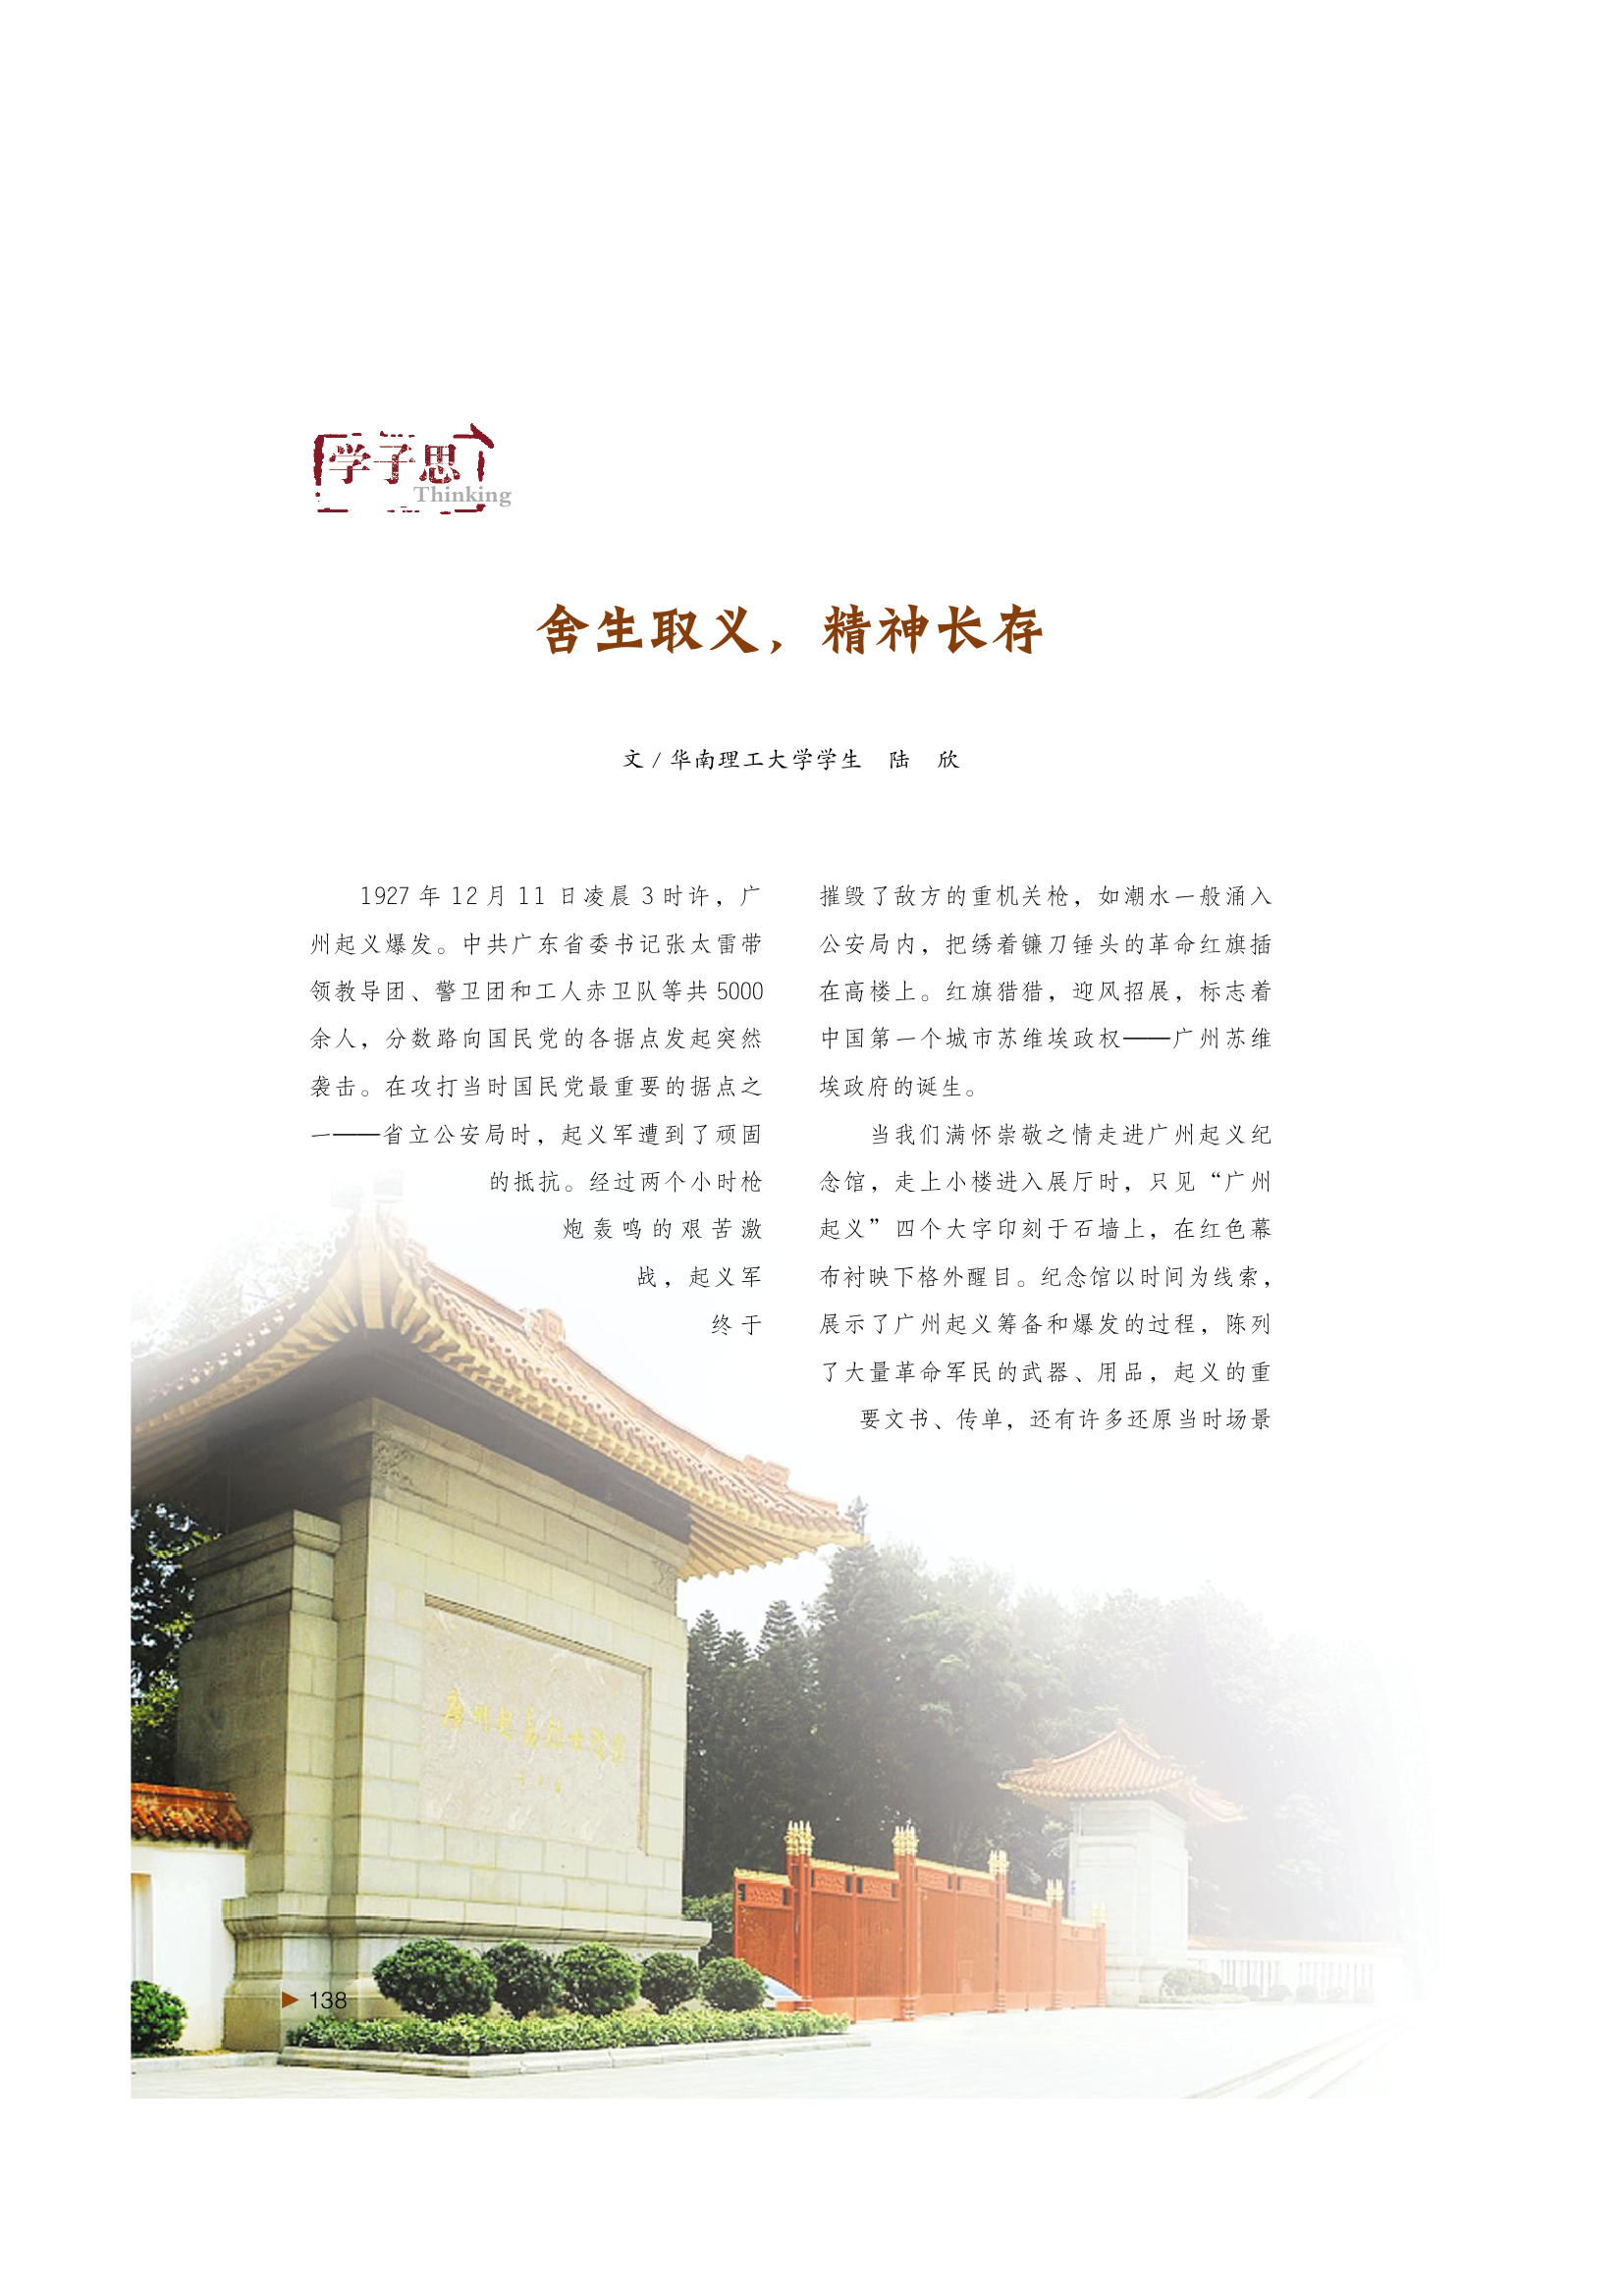 学子思
Thinking
舍生取义，精神长存
文 / 华南理工大学学生　陆　欣
1927 年 12 月 11 日凌晨 3 时许，广
州起义爆发。中共广东省委书记张太雷带
领教导团、警卫团和工人赤卫队等共 5000
余人，分数路向国民党的各据点发起突然
袭击。在攻打当时国民党最重要的据点之
一——省立公安局时，起义军遭到了顽固
的抵抗。经过两个小时枪
炮轰鸣的艰苦激
战，起义军
终于
摧毁了敌方的重机关枪，如潮水一般涌入
公安局内，把绣着镰刀锤头的革命红旗插
在高楼上。红旗猎猎，迎风招展，标志着
中国第一个城市苏维埃政权——广州苏维
埃政府的诞生。
当我们满怀崇敬之情走进广州起义纪
念馆，走上小楼进入展厅时，只见“广州
起义”四个大字印刻于石墙上，在红色幕
布衬映下格外醒目。纪念馆以时间为线索，
展示了广州起义筹备和爆发的过程，陈列
了大量革命军民的武器、用品，起义的重
要文书、传单，还有许多还原当时场景
138